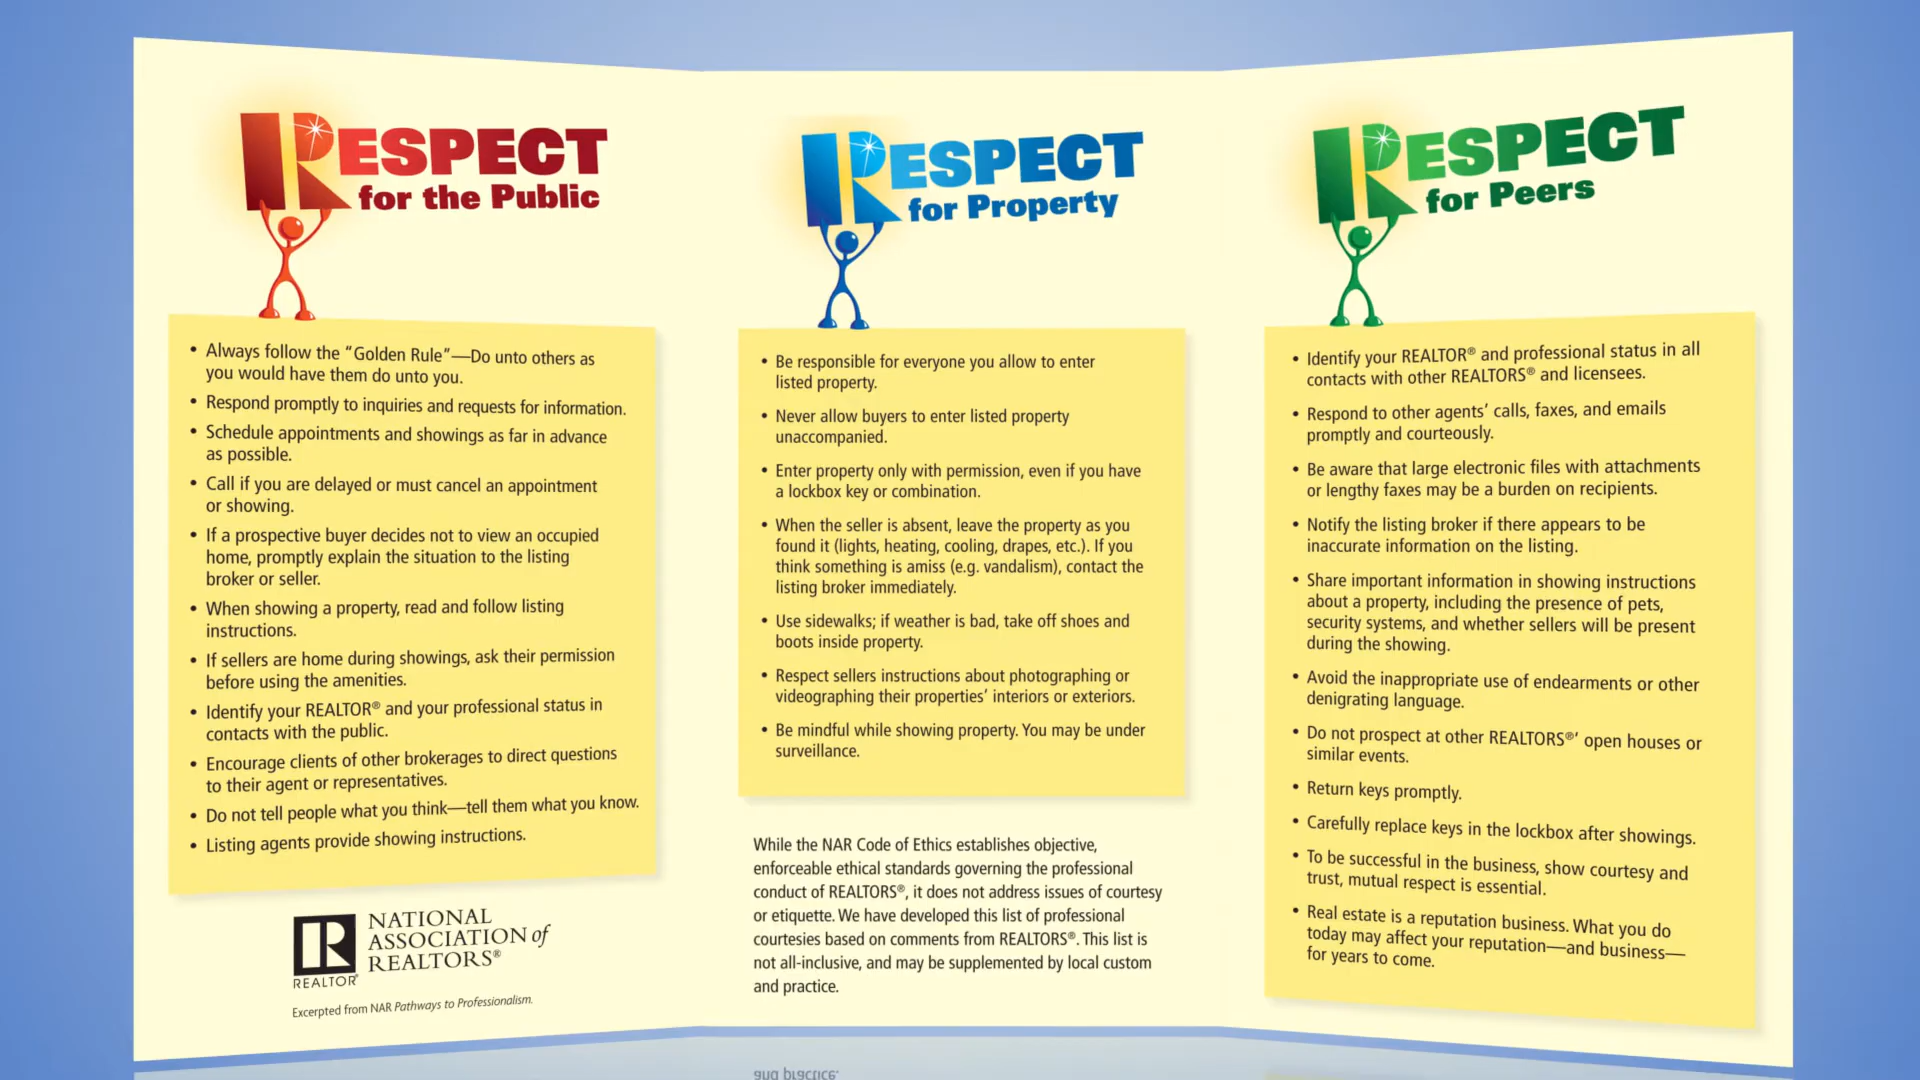 RESPECT
for the Public
• Always follow the “Golden Rule”—Do unto others as
you would have them do unto you.
• Respond promptly to inquiries and requests for information.
• Schedule appointments and showings as far in advance
as possible.
• Call if you are delayed or must cancel an appointment
or showing.
• If a prospective buyer decides not to view an occupied
home, promptly explain the situation to the listing
broker or seller.
• When showing a property, read and follow listing
instructions.
• If sellers are home during showings, ask their permission
before using the amenities.
• Identify your REALTOR® and your professional status in
contacts with the public.
• Encourage clients of other brokerages to direct questions
to their agent or representatives.
• Do not tell people what you think—tell them what you know.
• Listing agents provide showing instructions.
REALTOR®
NATIONAL
ASSOCIATION of
REALTORS®
Excerpted from NAR Pathways to Professionalism.
RESPECT
for Property
• Be responsible for everyone you allow to enter
listed property.
• Never allow buyers to enter listed property
unaccompanied.
• Enter property only with permission, even if you have
a lockbox key or combination.
• When the seller is absent, leave the property as you
found it (lights, heating, cooling, drapes, etc.). If you
think something is amiss (e.g. vandalism), contact the
listing broker immediately.
• Use sidewalks; if weather is bad, take off shoes and
boots inside property.
• Respect sellers instructions about photographing or
videographing their properties’ interiors or exteriors.
• Be mindful while showing property. You may be under
surveillance.
While the NAR Code of Ethics establishes objective,
enforceable ethical standards governing the professional
conduct of REALTORS®, it does not address issues of courtesy
or etiquette. We have developed this list of professional
courtesies based on comments from REALTORS®. This list is
not all-inclusive, and may be supplemented by local custom
and practice.
RESPECT
for Peers
• Identify your REALTOR® and professional status in all
contacts with other REALTORS® and licensees.
• Respond to other agents’ calls, faxes, and emails
promptly and courteously.
• Be aware that large electronic files with attachments
or lengthy faxes may be a burden on recipients.
• Notify the listing broker if there appears to be
inaccurate information on the listing.
• Share important information in showing instructions
about a property, including the presence of pets,
security systems, and whether sellers will be present
during the showing.
• Avoid the inappropriate use of endearments or other
denigrating language.
• Do not prospect at other REALTORS®’ open houses or
similar events.
• Return keys promptly.
• Carefully replace keys in the lockbox after showings.
• To be successful in the business, show courtesy and
trust, mutual respect is essential.
• Real estate is a reputation business. What you do
today may affect your reputation—and business—
for years to come.